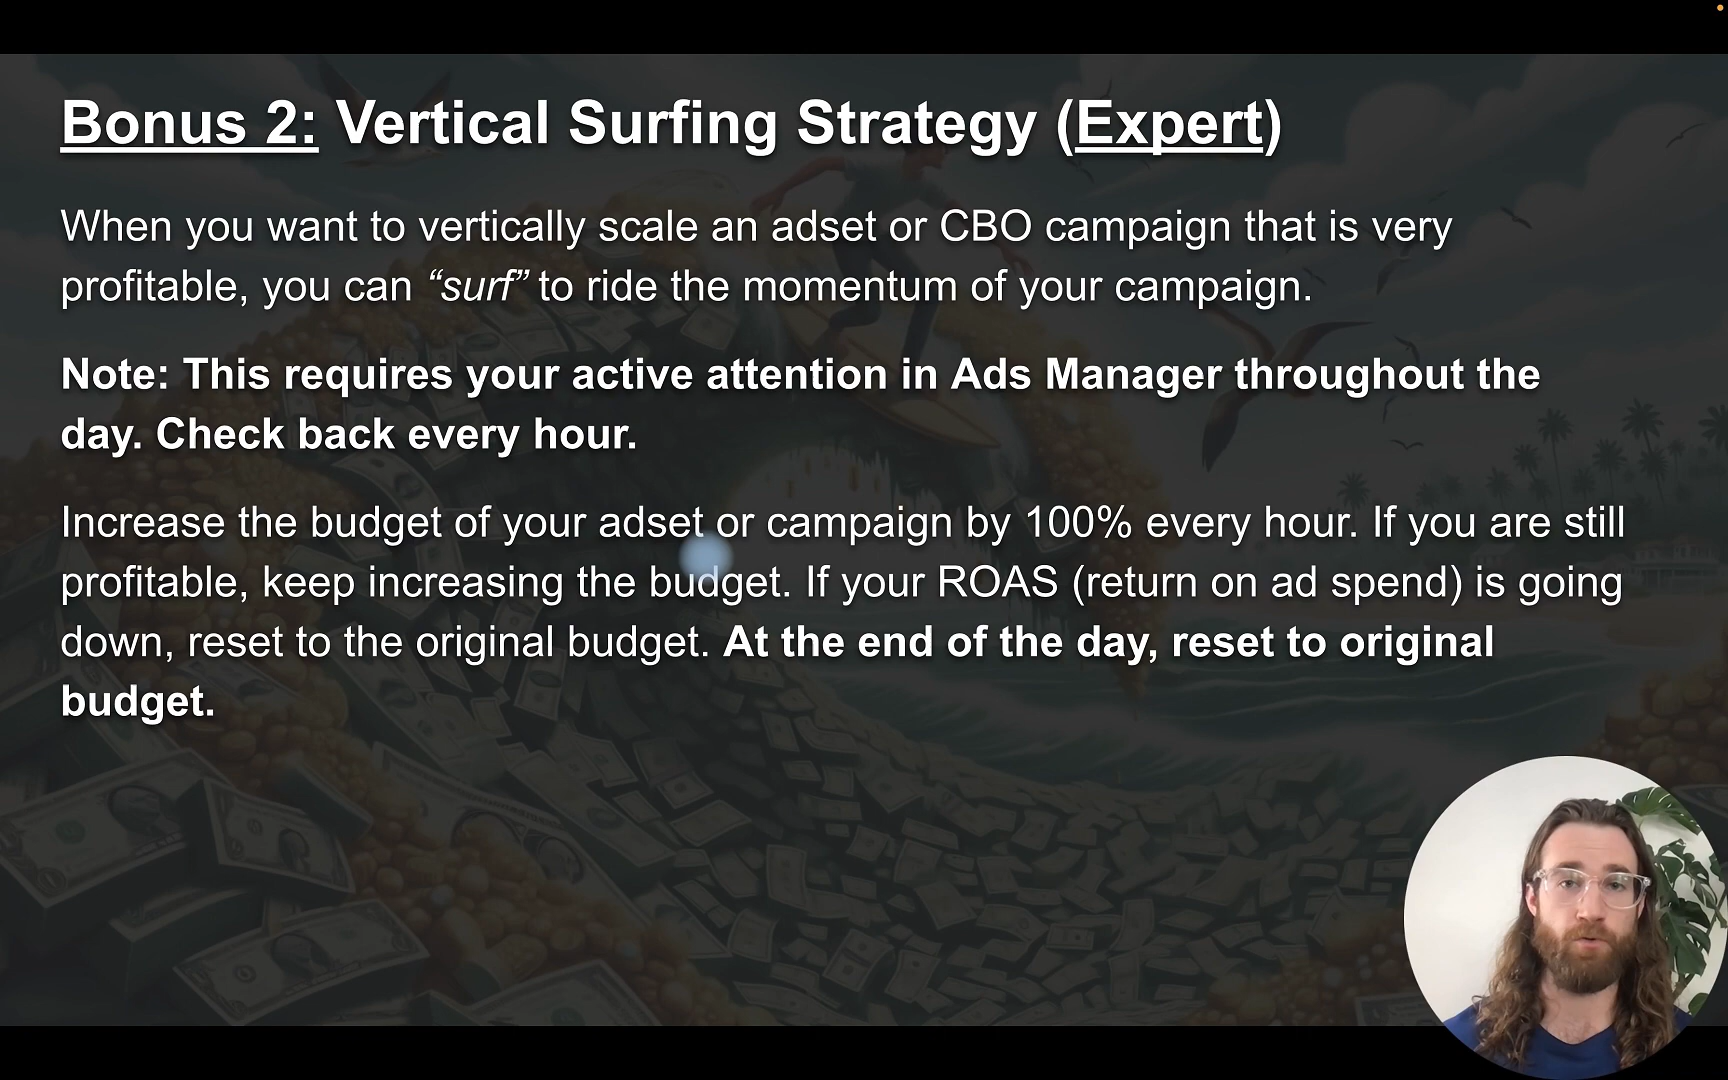 Bonus 2: Vertical Surfing Strategy (Expert)
When you want to vertically scale an adset or CBO campaign that is very
profitable, you can “surf” to ride the momentum of your campaign.
Note: This requires your active attention in Ads Manager throughout the
day. Check back every hour.
Increase the budget of your adset or campaign by 100% every hour. If you are still
profitable, keep increasing the budget. If your ROAS (return on ad spend) is going
down, reset to the original budget. At the end of the day, reset to original
budget.